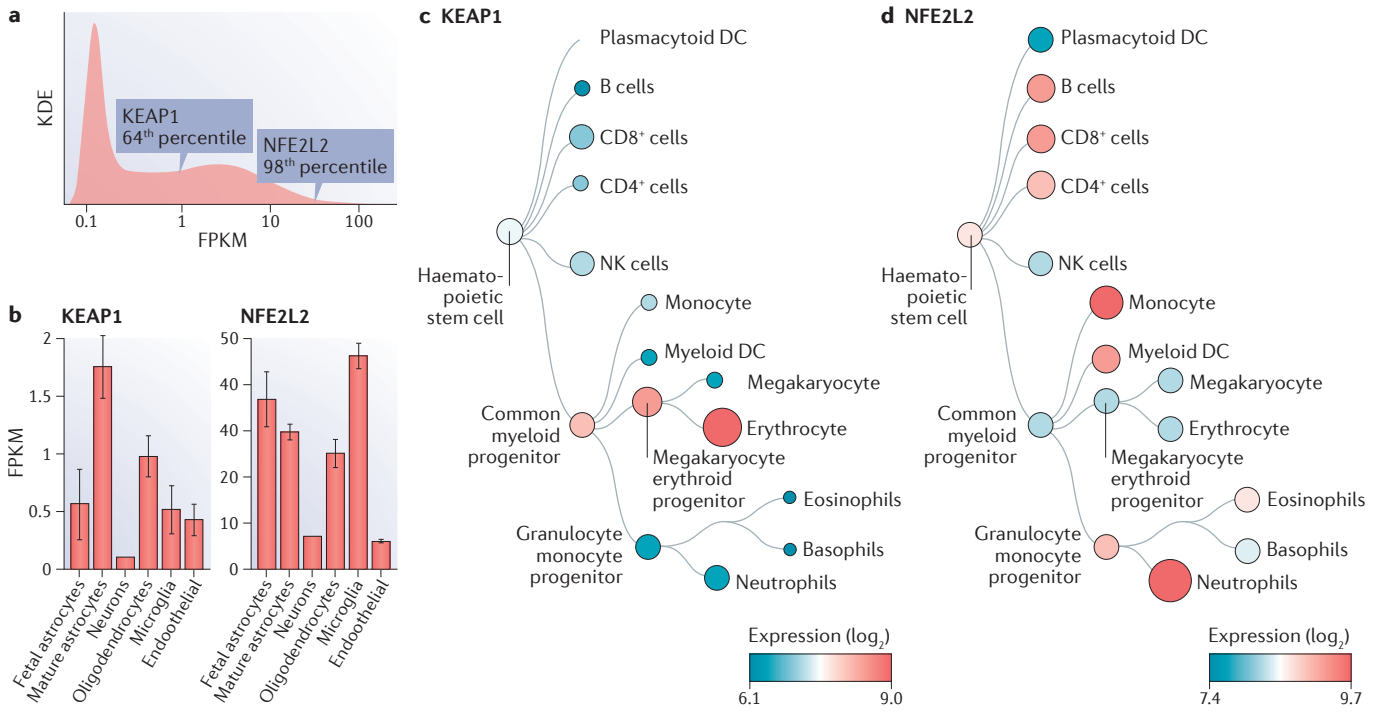 a
KDE
KEAP1
64th percentile
NFE2L2
98th percentile
0.1
1
10
100
FPKM
b
KEAP1
NFE2L2
FPKM
2
1.5
1
0.5
0
50
40
40
20
10
0
Fetal astrocytes
Mature astrocytes
Neurons
Oligodendrocytes
Microglia
Endoothelial
Fetal astrocytes
Mature astrocytes
Neurons
Oligodendrocytes
Microglia
Endoothelial
c KEAP1
Plasmacytoid DC
B cells
CD8+ cells
CD4+ cells
NK cells
Haemato-
poietic
stem cell
Monocyte
Myeloid DC
Megakaryocyte
Erythrocyte
Common
myeloid
progenitor
Megakaryocyte
erythroid
progenitor
Eosinophils
Basophils
Granulocyte
monocyte
progenitor
Neutrophils
Expression (log2)
6.1
9.0
d NFE2L2
Plasmacytoid DC
B cells
CD8+ cells
CD4+ cells
NK cells
Haemato-
poietic
stem cell
Monocyte
Myeloid DC
Megakaryocyte
Erythrocyte
Common
myeloid
progenitor
Megakaryocyte
erythroid
progenitor
Eosinophils
Basophils
Granulocyte
monocyte
progenitor
Neutrophils
Expression (log2)
7.4
9.7